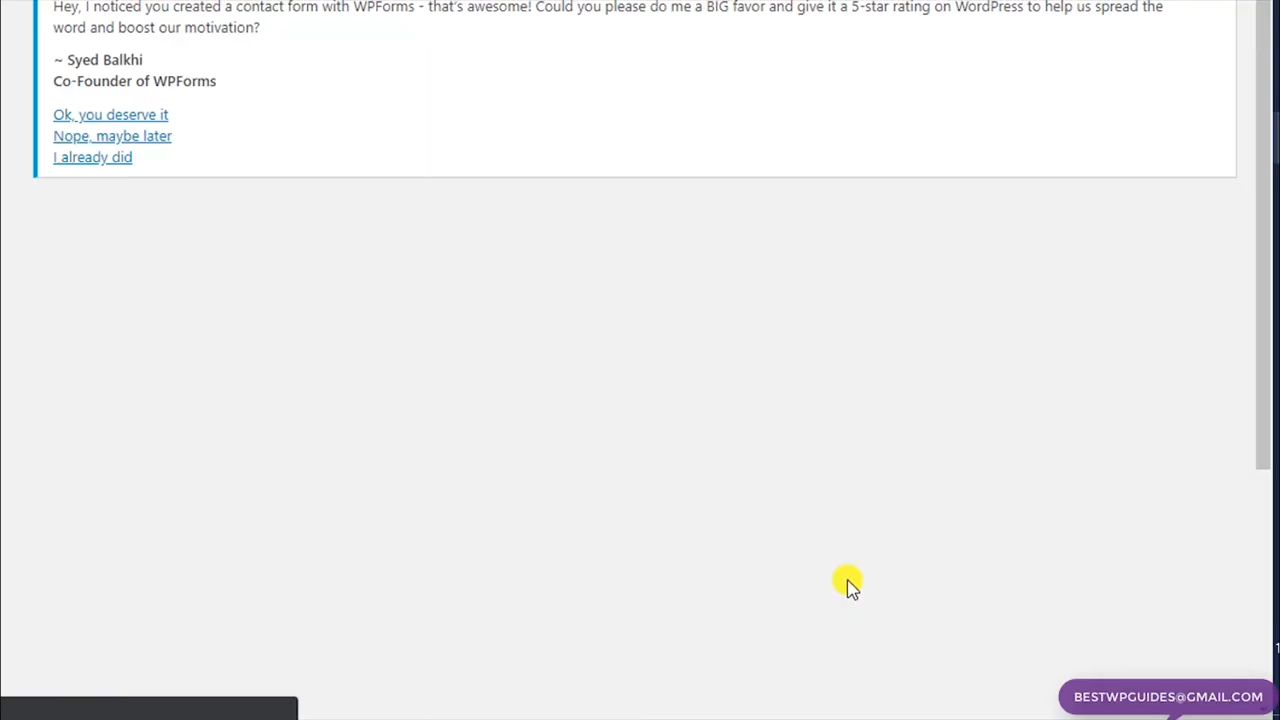 Hey, I noticed you created a contact form with WPForms - that's awesome! Could you please do me a BIG favor and give it a 5-star rating on WordPress to help us spread the
word and boost our motivation?
~ Syed Balkhi
Co-Founder of WPForms
Ok, you deserve it
Nope, maybe later
I already did
1
BESTWPGUIDES@GMAIL.COM